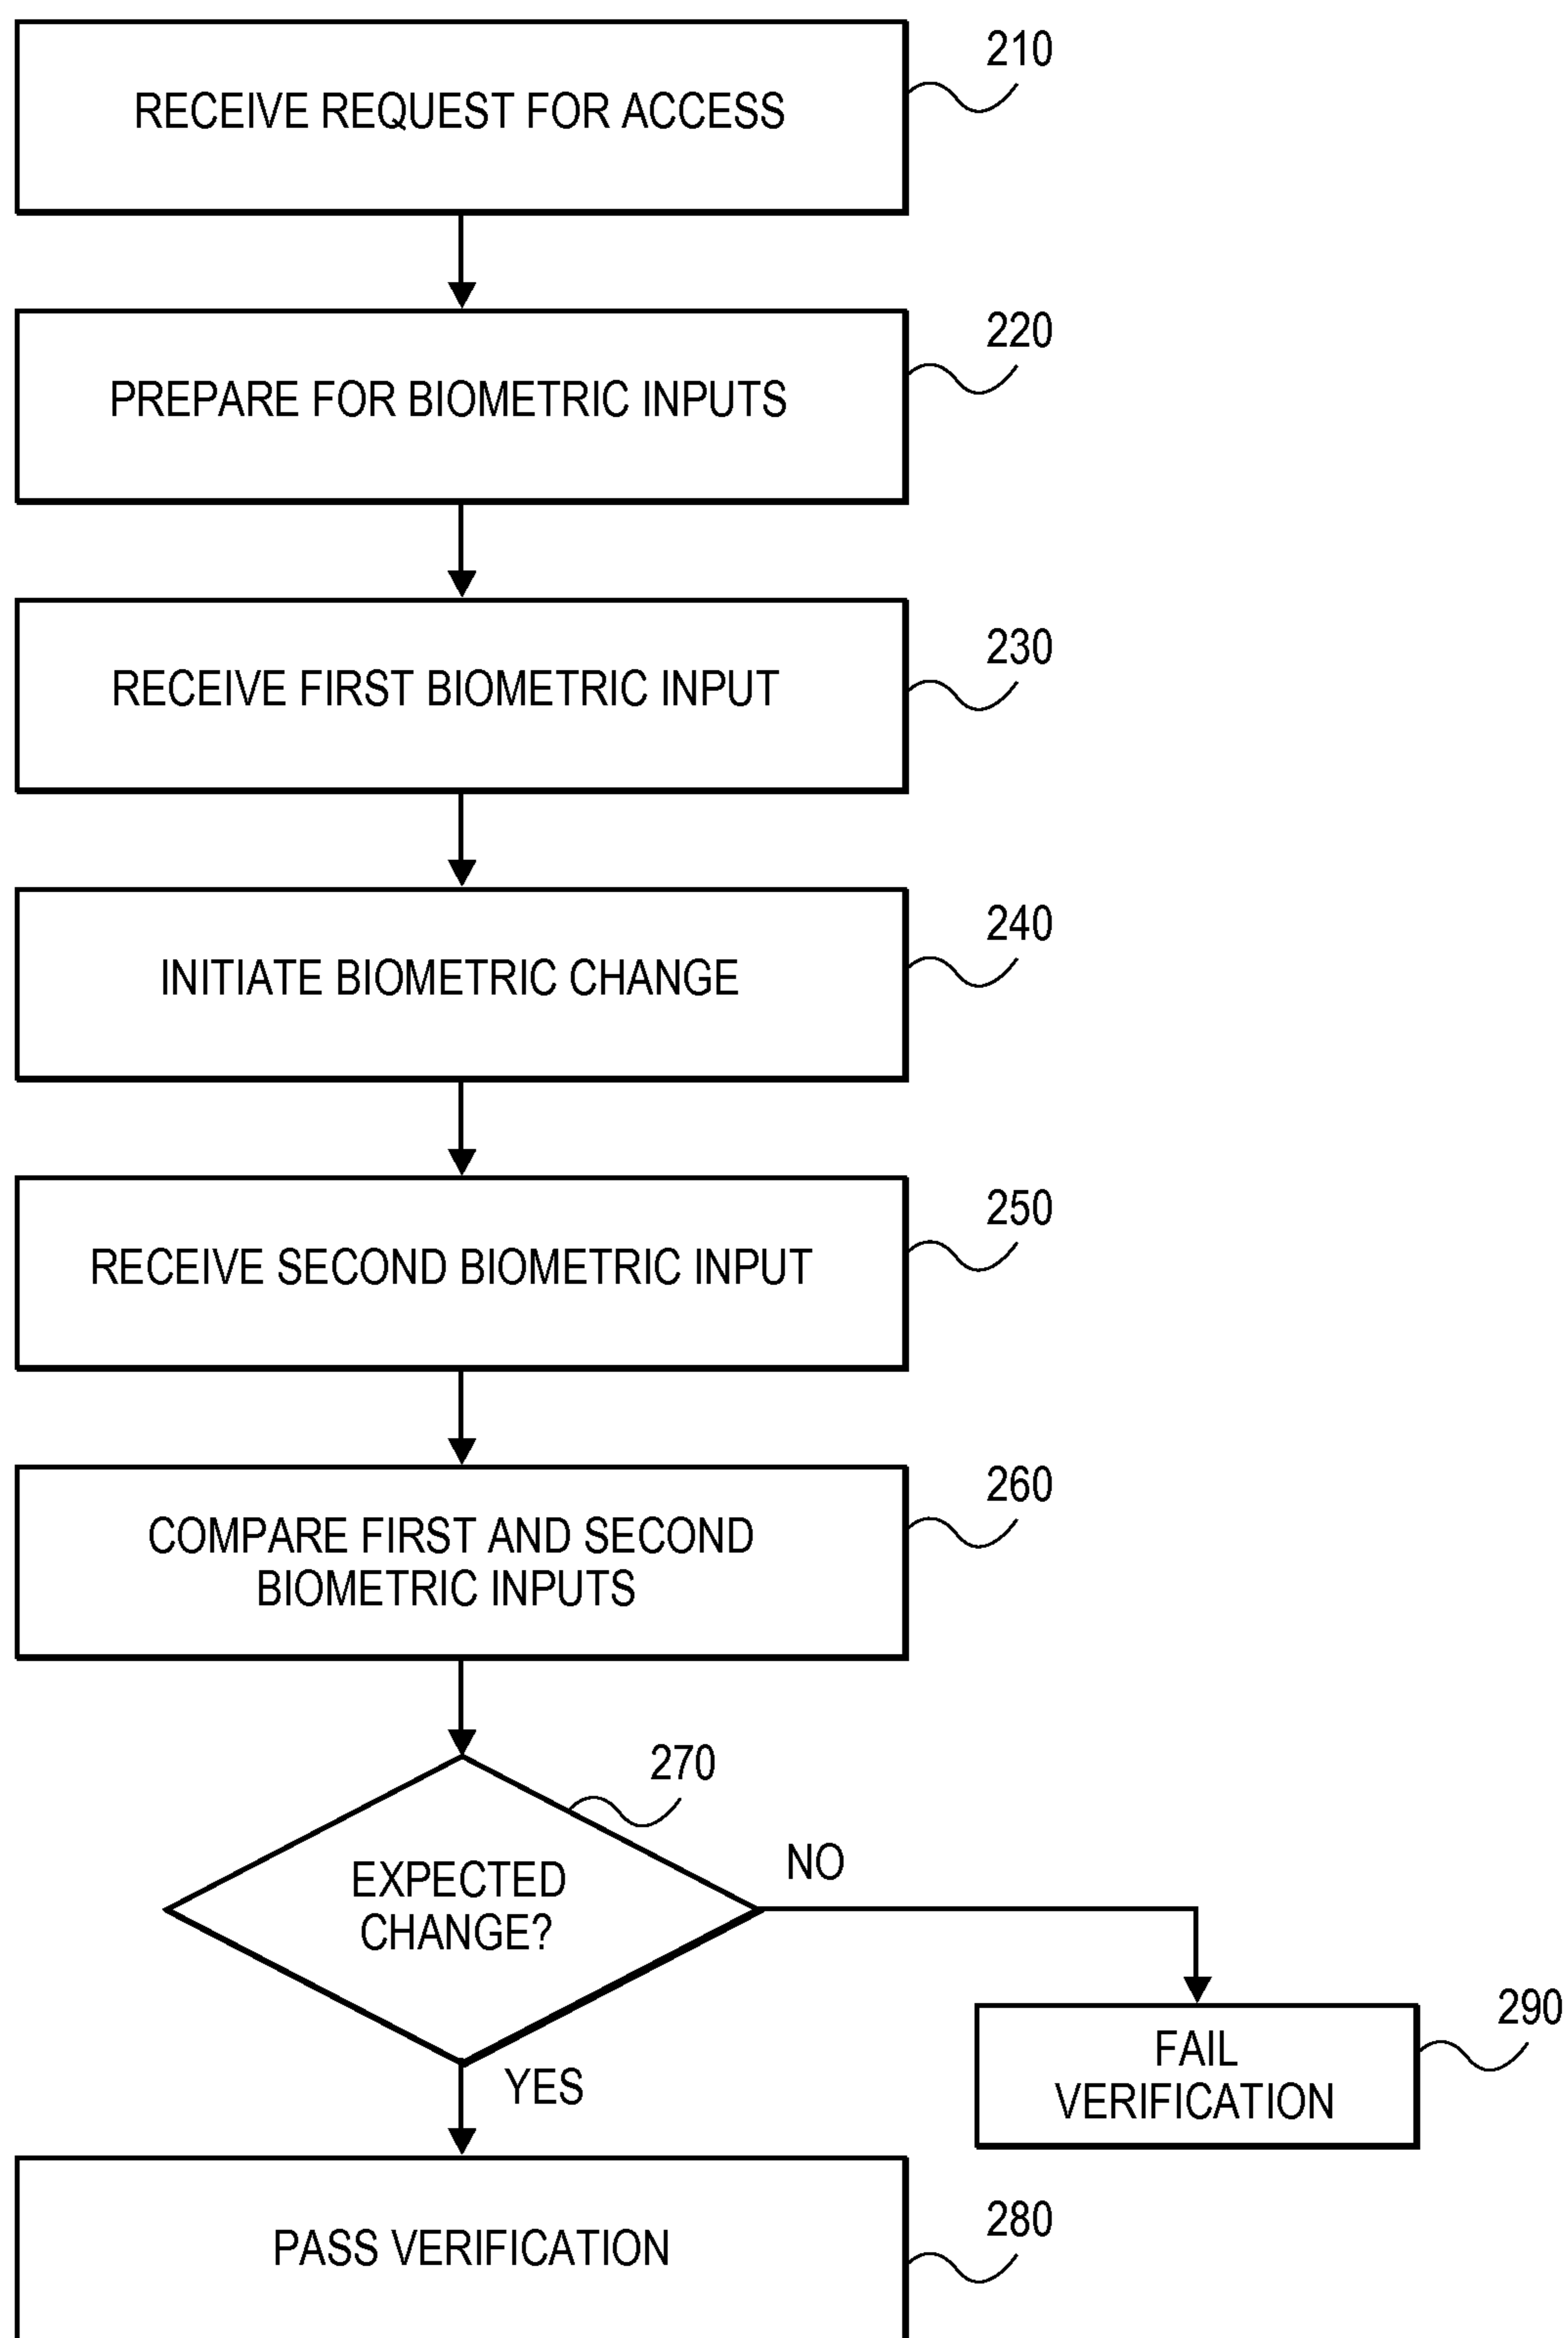 210
RECEIVE REQUEST FOR ACCESS
220
PREPARE FOR BIOMETRIC INPUTS
230
RECEIVE FIRST BIOMETRIC INPUT
240
INITIATE BIOMETRIC CHANGE
250
RECEIVE SECOND BIOMETRIC INPUT
260
COMPARE FIRST AND SECOND
BIOMETRIC INPUTS
270
EXPECTED
CHANGE?
NO
290
FAIL
VERIFICATION
YES
280
PASS VERIFICATION